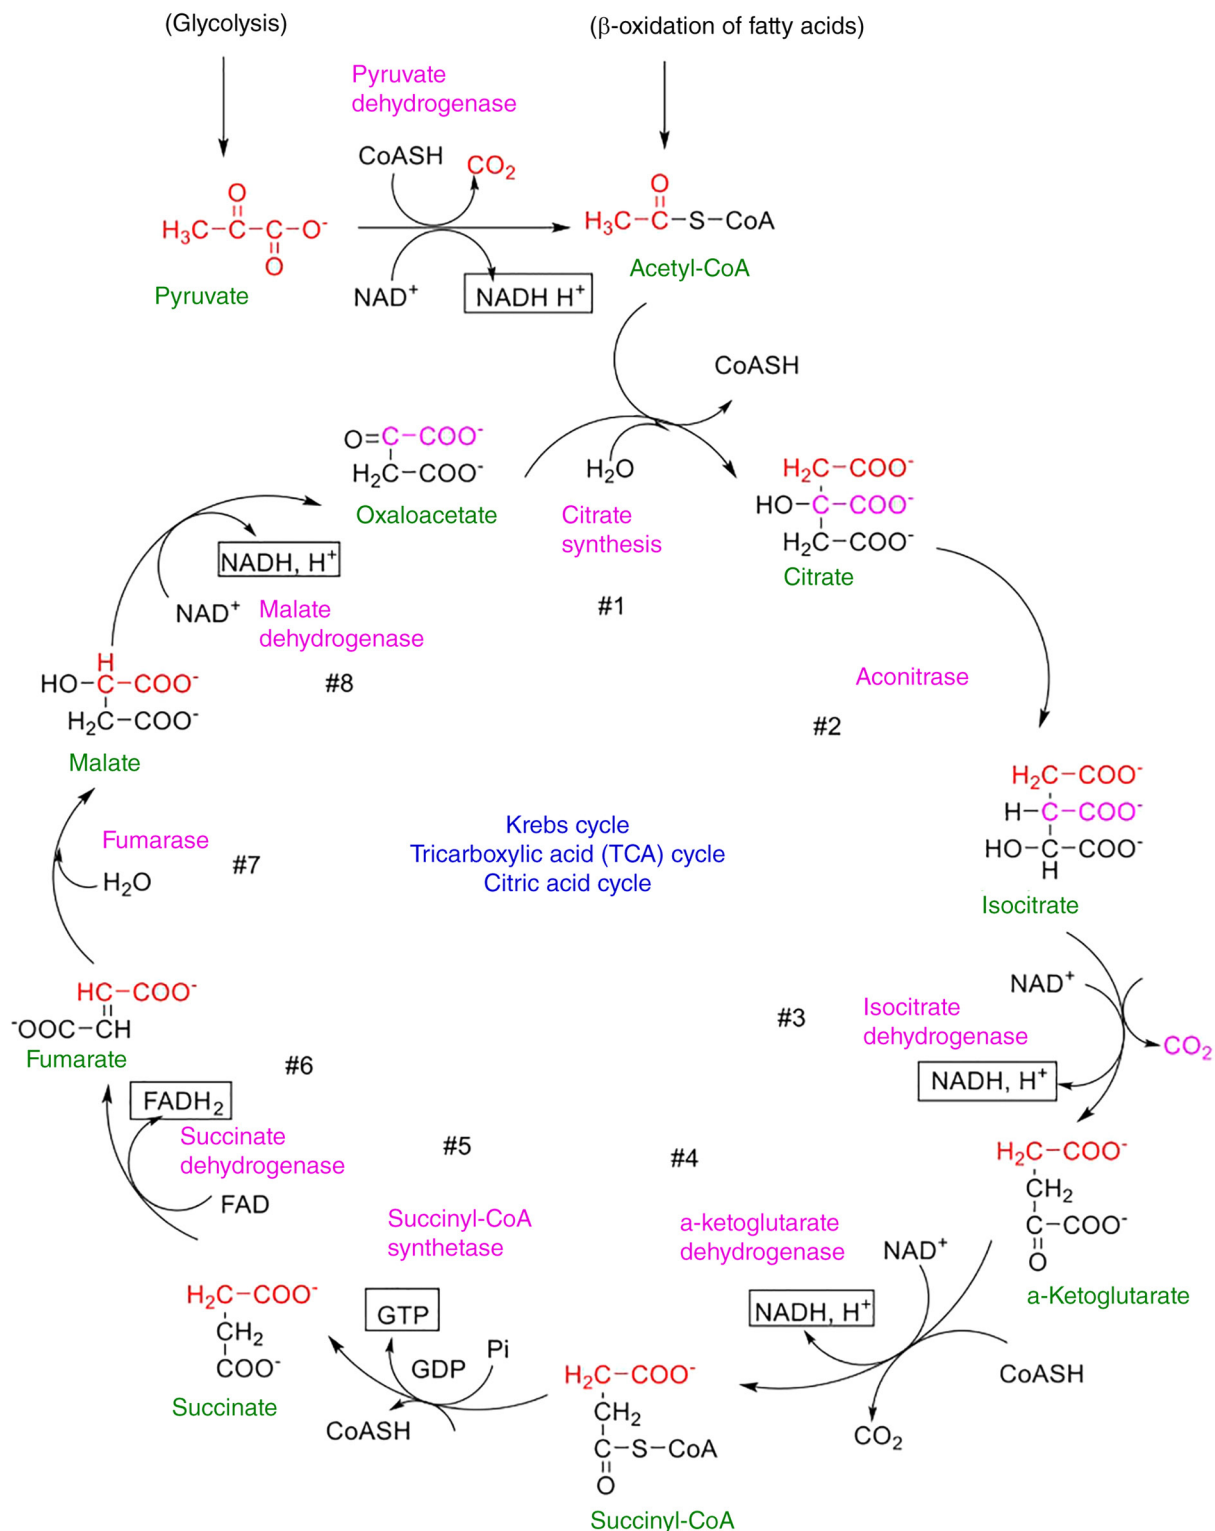 (Glycolysis)
(β-oxidation of fatty acids)
Pyruvate
dehydrogenase
CoASH
CO₂
O
H₃C-C-C-O⁻
O
Pyruvate
NAD⁺
NADH H⁺
O
H₃C-C-S-CoA
Acetyl-CoA
CoASH
O=C-COO⁻
H₂C-COO⁻
Oxaloacetate
H₂O
Citrate
synthesis
#1
H₂C-COO⁻
HO-C-COO⁻
H₂C-COO⁻
Citrate
NADH, H⁺
NAD⁺
Malate
dehydrogenase
#8
Aconitrase
#2
H
HO-C-COO⁻
H₂C-COO⁻
Malate
H₂C-COO⁻
H-C-COO⁻
HO-C-COO⁻
H
Isocitrate
Fumarase
H₂O
#7
Krebs cycle
Tricarboxylic acid (TCA) cycle
Citric acid cycle
NAD⁺
#3
Isocitrate
dehydrogenase
CO₂
NADH, H⁺
HC-COO⁻
⁻OOC-CH
Fumarate
#6
FADH₂
Succinate
dehydrogenase
FAD
#5
#4
H₂C-COO⁻
CH₂
C-COO⁻
O
a-Ketoglutarate
Succinyl-CoA
synthetase
a-ketoglutarate
dehydrogenase
NAD⁺
NADH, H⁺
CoASH
CO₂
H₂C-COO⁻
CH₂
COO⁻
Succinate
GTP
GDP
Pi
CoASH
H₂C-COO⁻
CH₂
C-S-CoA
O
Succinyl-CoA